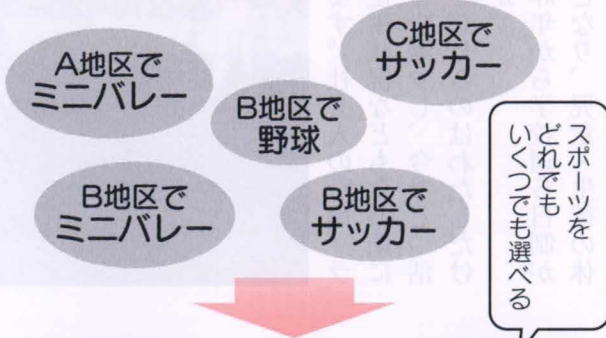 A地区で
ミニバレー
C地区で
サッカー
B地区で
野球
B地区で
ミニバレー
B地区で
サッカー
スポーツを
どれでも
いくつでも選べる